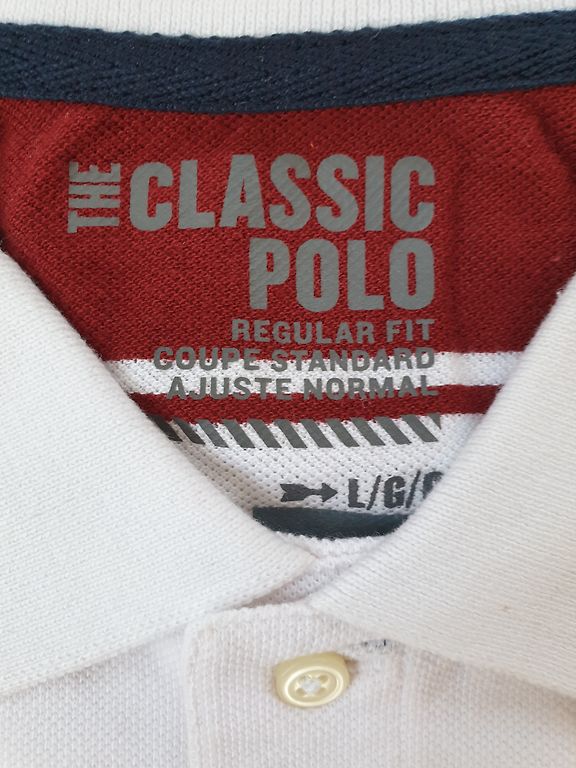 THE CLASSIC
POLO
REGULAR FIT
COUPE STANDARD
AJUSTE NORMAL
L/G/